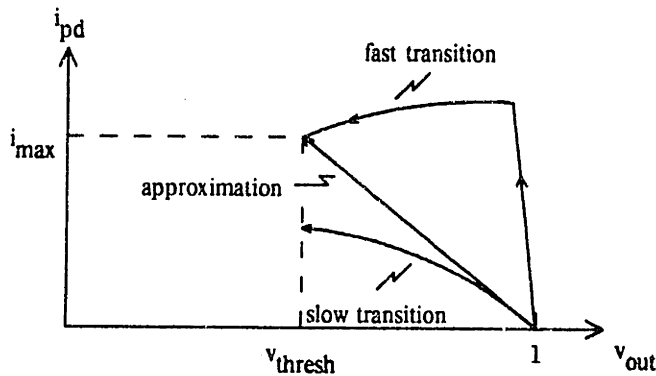 i_pd
fast transition
i_max
approximation
slow transition
v_thresh
1
v_out